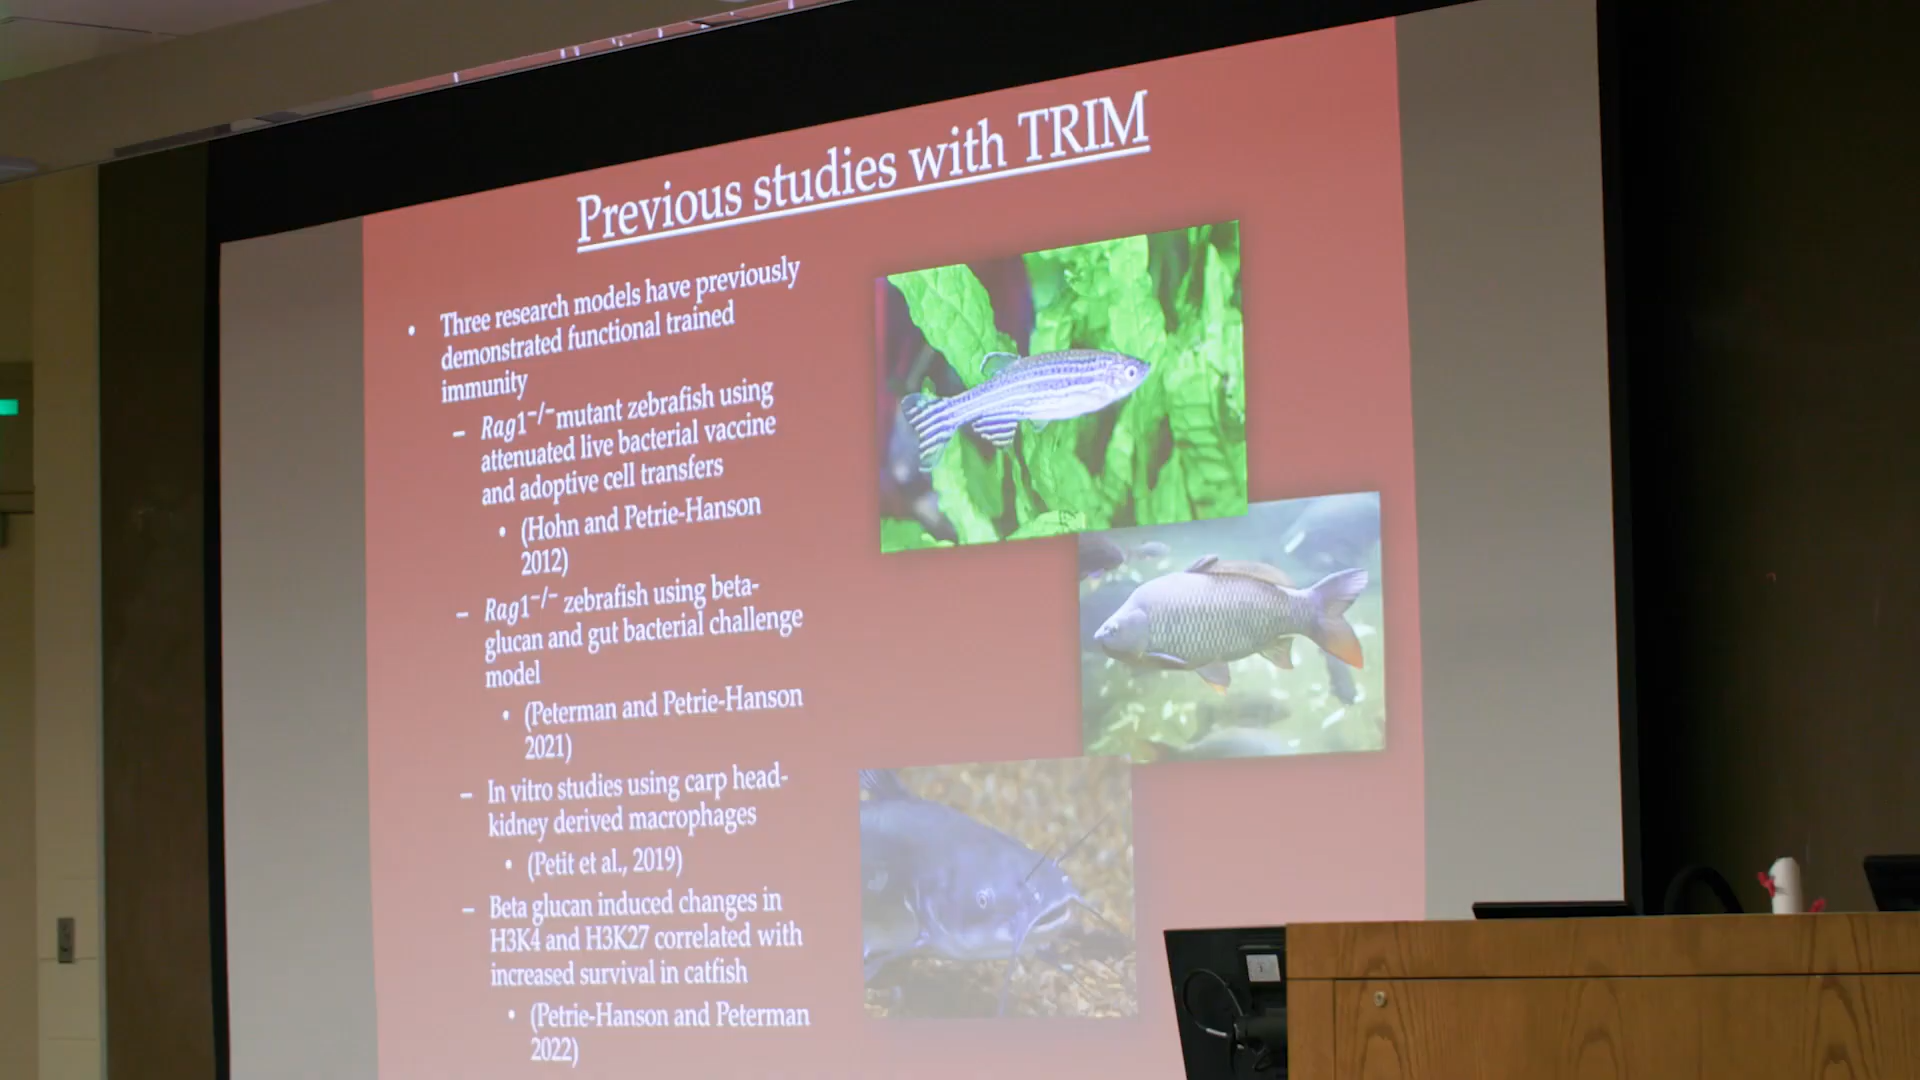 Previous studies with TRIM
• Three research models have previously
demonstrated functional trained
immunity
– Rag1⁻/⁻mutant zebrafish using
attenuated live bacterial vaccine
and adoptive cell transfers
• (Hohn and Petrie-Hanson
2012)
– Rag1⁻/⁻ zebrafish using beta-
glucan and gut bacterial challenge
model
• (Peterman and Petrie-Hanson
2021)
– In vitro studies using carp head-
kidney derived macrophages
• (Petit et al., 2019)
– Beta glucan induced changes in
H3K4 and H3K27 correlated with
increased survival in catfish
• (Petrie-Hanson and Peterman
2022)